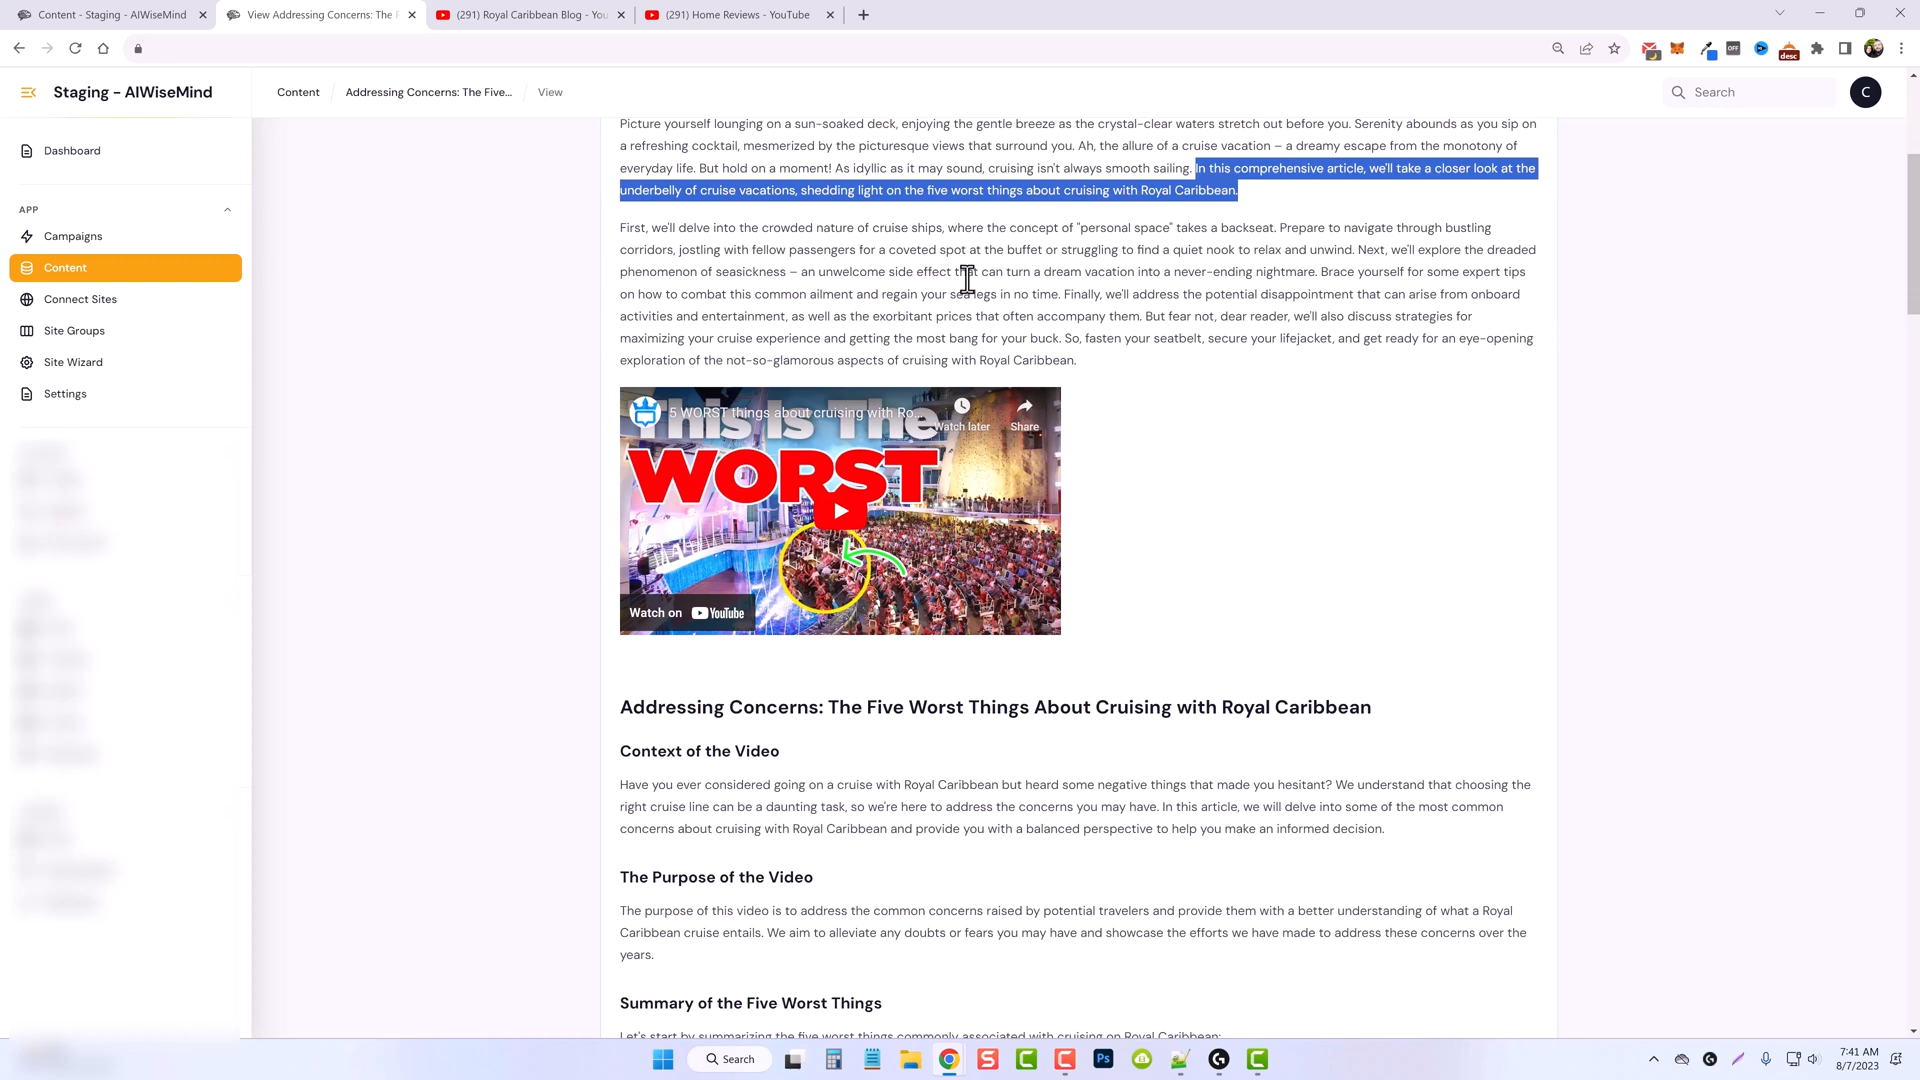 Content - Staging - AIWiseMind
View Addressing Concerns: The F
(291) Royal Caribbean Blog - You
(291) Home Reviews - YouTube
OFF
desc
Staging - AIWiseMind
Content
Addressing Concerns: The Five...
View
Search
C
Dashboard
APP
Campaigns
Content
Connect Sites
Site Groups
Site Wizard
Settings
Picture yourself lounging on a sun-soaked deck, enjoying the gentle breeze as the crystal-clear waters stretch out before you. Serenity abounds as you sip on
a refreshing cocktail, mesmerized by the picturesque views that surround you. Ah, the allure of a cruise vacation – a dreamy escape from the monotony of
everyday life. But hold on a moment! As idyllic as it may sound, cruising isn't always smooth sailing. In this comprehensive article, we'll take a closer look at the
underbelly of cruise vacations, shedding light on the five worst things about cruising with Royal Caribbean.
First, we'll delve into the crowded nature of cruise ships, where the concept of "personal space" takes a backseat. Prepare to navigate through bustling
corridors, jostling with fellow passengers for a coveted spot at the buffet or struggling to find a quiet nook to relax and unwind. Next, we'll explore the dreaded
phenomenon of seasickness – an unwelcome side effect that can turn a dream vacation into a never-ending nightmare. Brace yourself for some expert tips
on how to combat this common ailment and regain your sea legs in no time. Finally, we'll address the potential disappointment that can arise from onboard
activities and entertainment, as well as the exorbitant prices that often accompany them. But fear not, dear reader, we'll also discuss strategies for
maximizing your cruise experience and getting the most bang for your buck. So, fasten your seatbelt, secure your lifejacket, and get ready for an eye-opening
exploration of the not-so-glamorous aspects of cruising with Royal Caribbean.
This Is The
5 WORST things about cruising with Ro...
Watch later
Share
WORST
Watch on YouTube
Addressing Concerns: The Five Worst Things About Cruising with Royal Caribbean
Context of the Video
Have you ever considered going on a cruise with Royal Caribbean but heard some negative things that made you hesitant? We understand that choosing the
right cruise line can be a daunting task, so we're here to address the concerns you may have. In this article, we will delve into some of the most common
concerns about cruising with Royal Caribbean and provide you with a balanced perspective to help you make an informed decision.
The Purpose of the Video
The purpose of this video is to address the common concerns raised by potential travelers and provide them with a better understanding of what a Royal
Caribbean cruise entails. We aim to alleviate any doubts or fears you may have and showcase the efforts we have made to address these concerns over the
years.
Summary of the Five Worst Things
Let's start by summarizing the five worst things commonly associated with cruising on Royal Caribbean:
Search
7:41 AM
8/7/2023